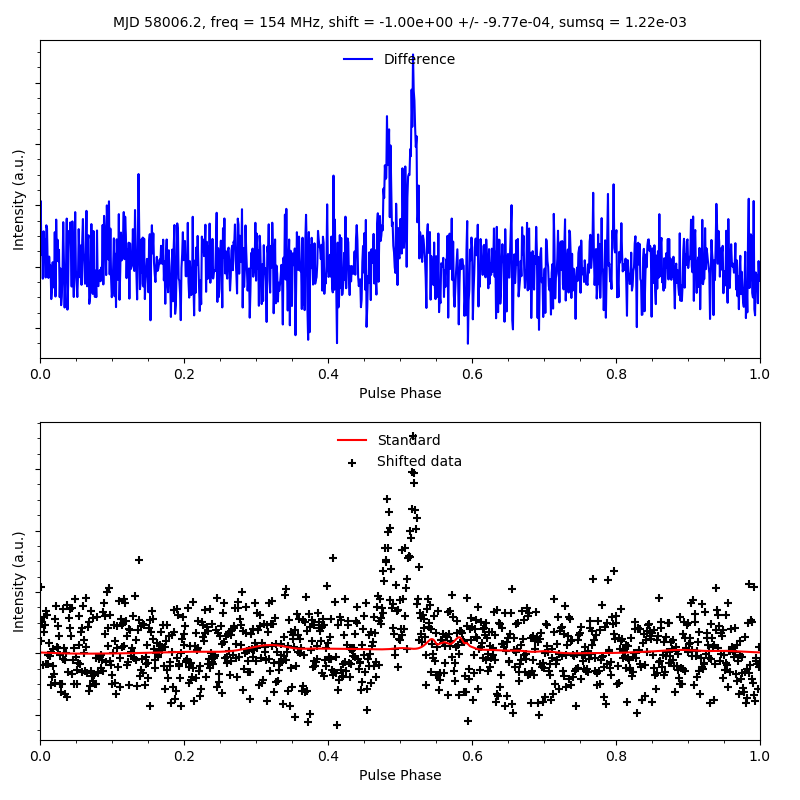 MJD 58006.2, freq = 154 MHz, shift = -1.00e+00 +/- -9.77e-04, sumsq = 1.22e-03
Difference
Intensity (a.u.)
0.0 0.2 0.4 0.6 0.8 1.0
Pulse Phase
Standard
Shifted data
Intensity (a.u.)
0.0 0.2 0.4 0.6 0.8 1.0
Pulse Phase